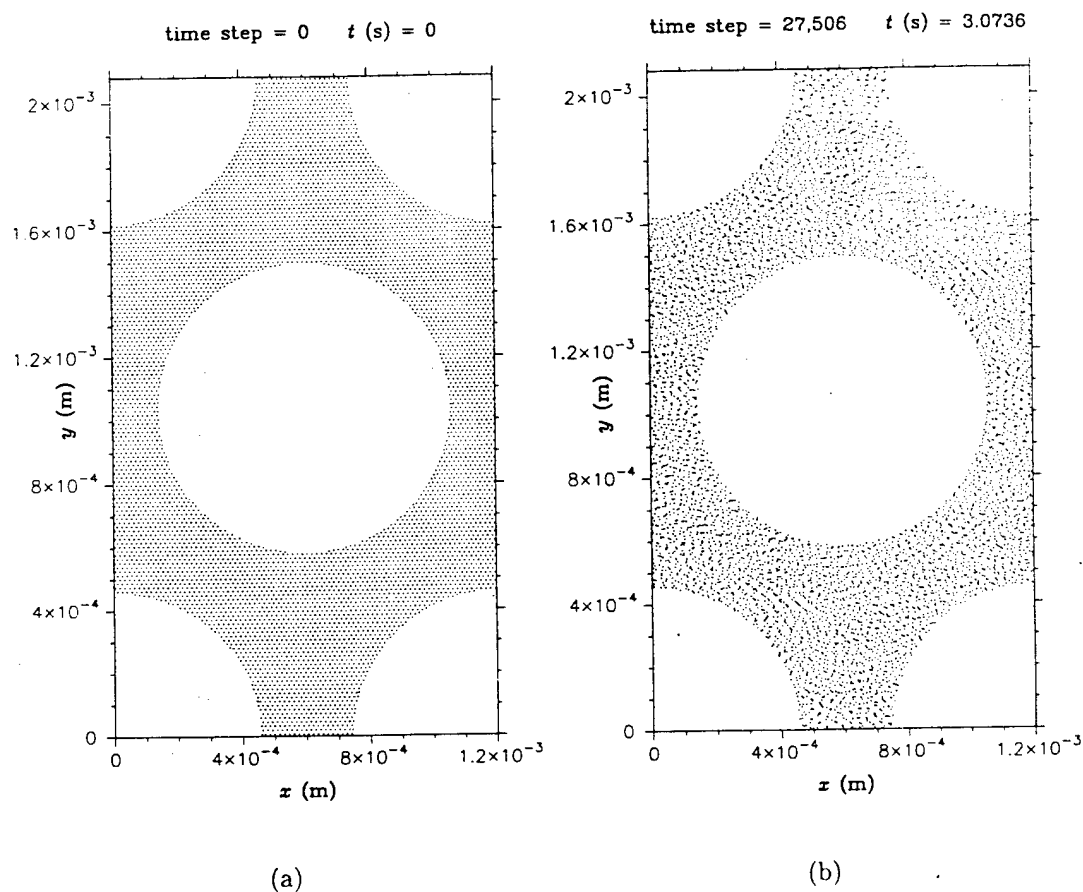 time step = 0 t (s) = 0
2×10⁻³
1.6×10⁻³
1.2×10⁻³
8×10⁻⁴
4×10⁻⁴
0
y (m)
0 4×10⁻⁴ 8×10⁻⁴ 1.2×10⁻³
x (m)
(a)
time step = 27,506 t (s) = 3.0736
2×10⁻³
1.6×10⁻³
1.2×10⁻³
8×10⁻⁴
4×10⁻⁴
0
y (m)
0 4×10⁻⁴ 8×10⁻⁴ 1.2×10⁻³
x (m)
(b)